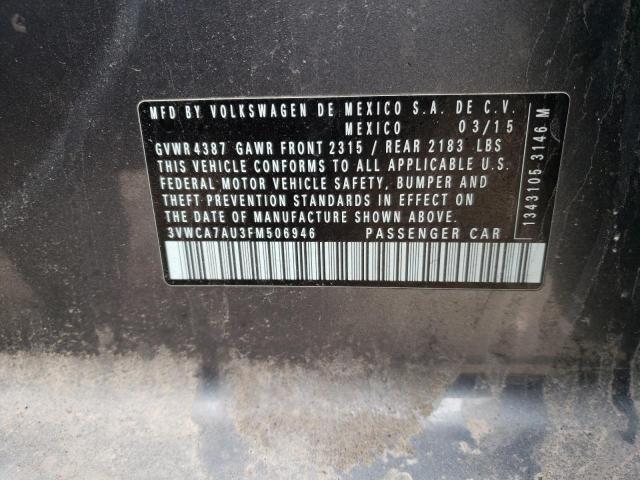 MFD BY VOLKSWAGEN DE MEXICO S.A. DE C.V.
MEXICO 03/15
GVWR 4387 GAWR FRONT 2315 / REAR 2183 LBS
THIS VEHICLE CONFORMS TO ALL APPLICABLE U.S.
FEDERAL MOTOR VEHICLE SAFETY, BUMPER AND
THEFT PREVENTION STANDARDS IN EFFECT ON
THE DATE OF MANUFACTURE SHOWN ABOVE.
3VWCA7AU3FM506946 PASSENGER CAR
1343105 3146 M